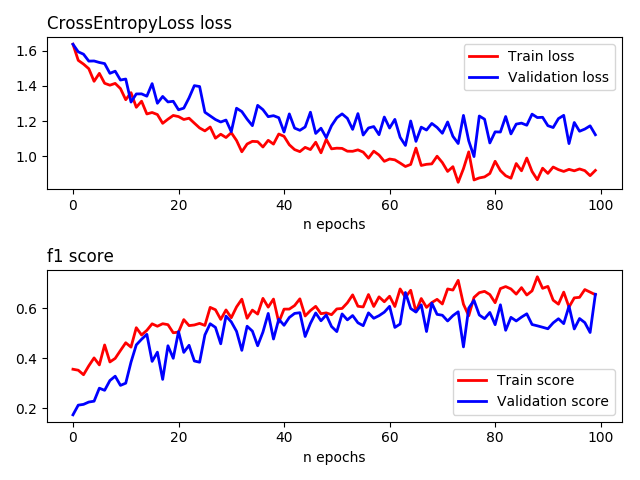 CrossEntropyLoss loss
1.6
1.4
1.2
1.0
Train loss
Validation loss
0 20 40 60 80 100
n epochs
f1 score
0.6
0.4
0.2
Train score
Validation score
0 20 40 60 80 100
n epochs